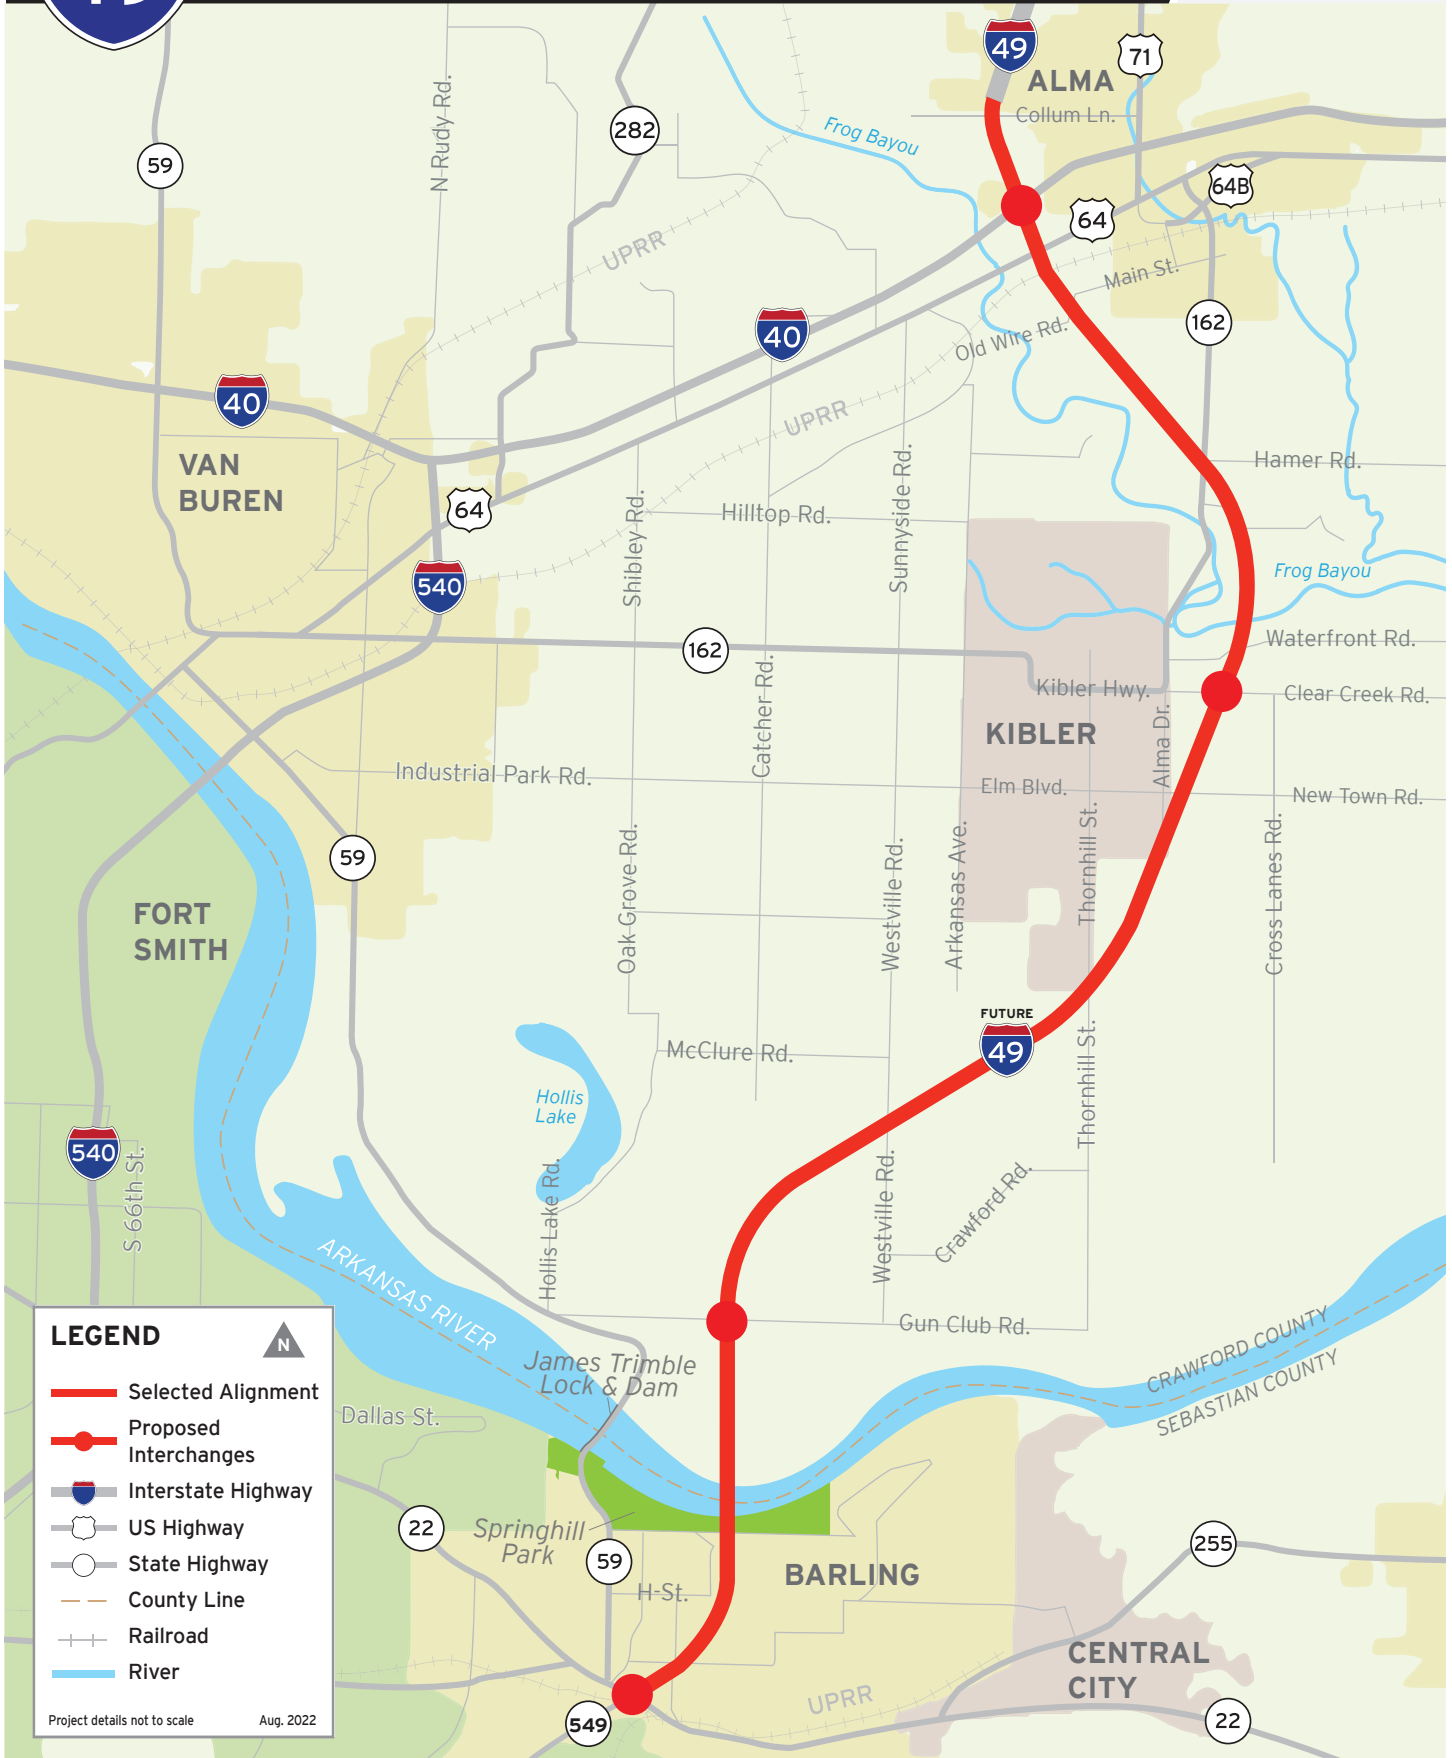 49
71
ALMA
Collum Ln.
59
N Rudy Rd.
282
Frog Bayou
64B
64
UPRR
Main St.
40
162
Old Wire Rd.
40
UPRR
VAN
BUREN
64
Hamer Rd.
Hilltop Rd.
Shibley Rd.
Sunnyside Rd.
540
Frog Bayou
162
Waterfront Rd.
Kibler Hwy.
Clear Creek Rd.
Catcher Rd.
KIBLER
Alma Dr.
Industrial Park Rd.
Elm Blvd.
New Town Rd.
59
Oak Grove Rd.
Westville Rd.
Arkansas Ave.
Thornhill St.
Cross Lanes Rd.
FORT
SMITH
FUTURE
49
McClure Rd.
Hollis
Lake
Thornhill St.
540
S 66th St.
Hollis Lake Rd.
Westville Rd.
Crawford Rd.
ARKANSAS RIVER
Gun Club Rd.
CRAWFORD COUNTY
SEBASTIAN COUNTY
James Trimble
Lock & Dam
Dallas St.
LEGEND
N
Selected Alignment
Proposed
Interchanges
Interstate Highway
US Highway
State Highway
County Line
Railroad
River
Project details not to scale
Aug. 2022
22
Springhill
Park
59
255
BARLING
H-St.
CENTRAL
CITY
UPRR
549
22